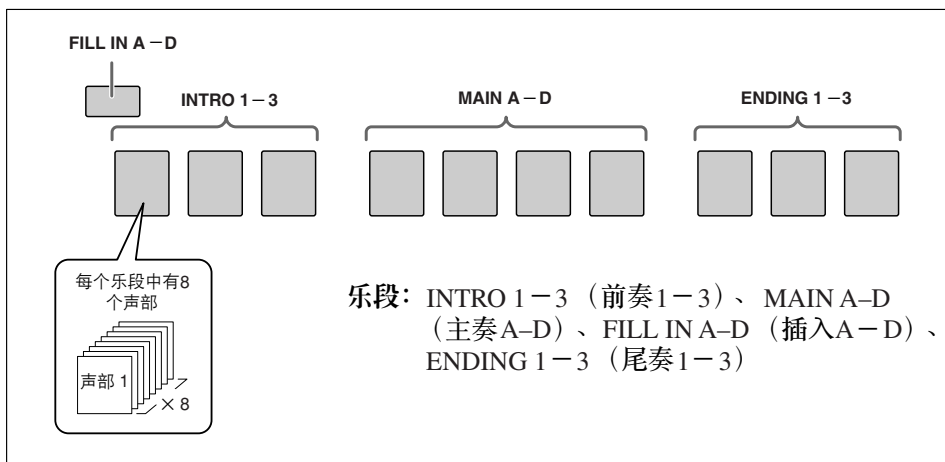 FILL IN A－D
INTRO 1－3
MAIN A－D
ENDING 1－3
每个乐段中有8
个声部
声部 1
× 8
乐段： INTRO 1－3 （前奏1－3）、 MAIN A–D
（主奏A–D）、FILL IN A–D （插入A－D）、
ENDING 1－3 （尾奏1－3）